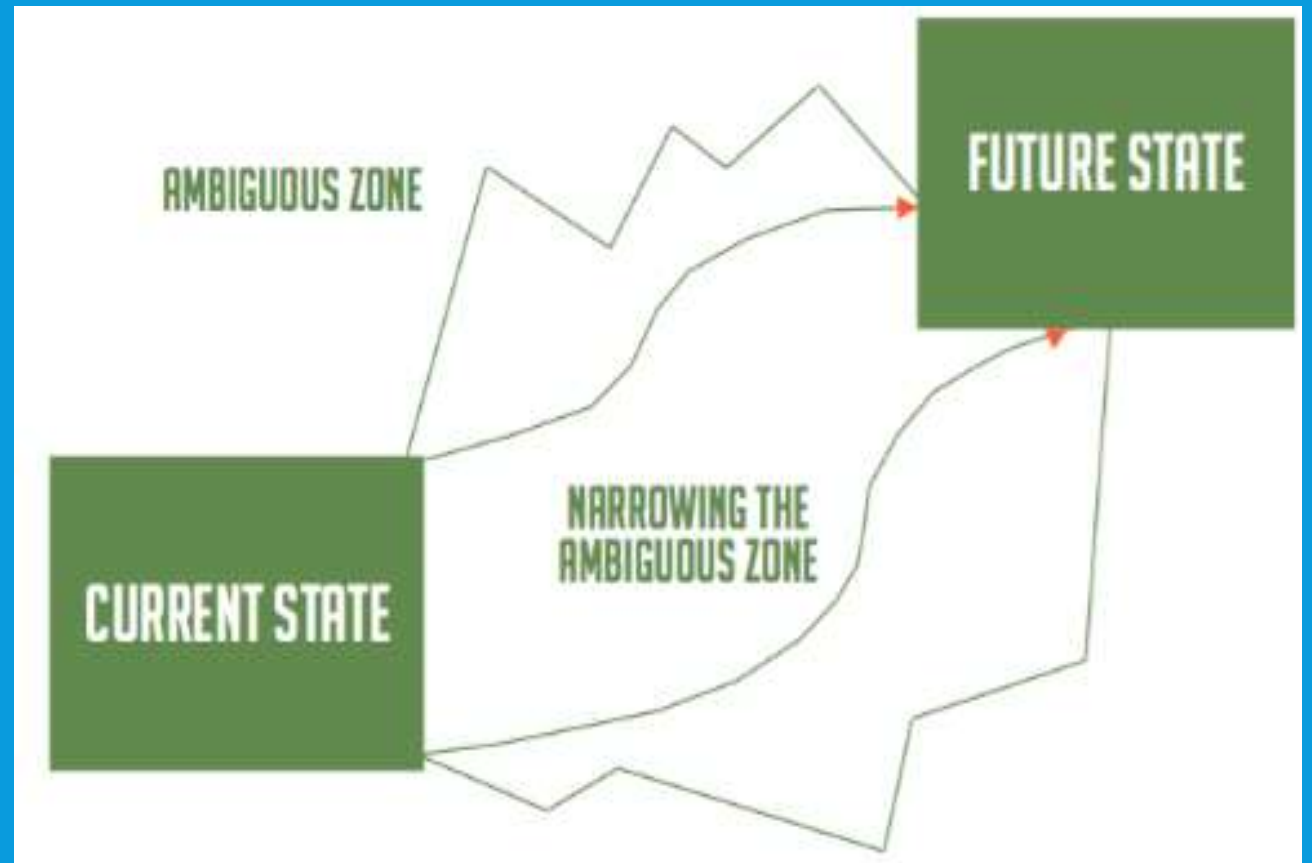 AMBIGUOUS ZONE
FUTURE STATE
NARROWING THE
AMBIGUOUS ZONE
CURRENT STATE